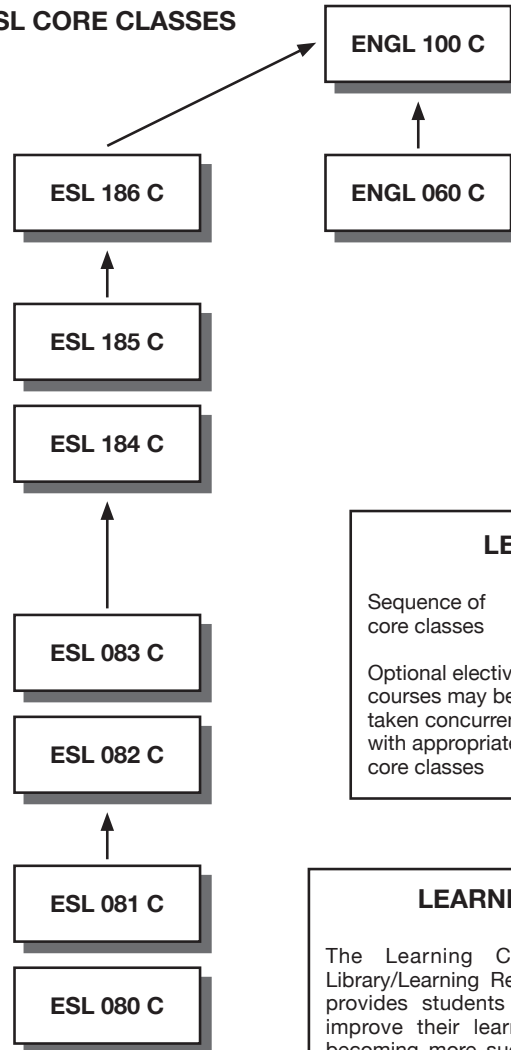 SL CORE CLASSES
ENGL 100 C
ESL 186 C
ENGL 060 C
ESL 185 C
ESL 184 C
ESL 083 C
ESL 082 C
ESL 081 C
ESL 080 C
LE
Sequence of
core classes
Optional electiv
courses may be
taken concurren
with appropriate
core classes
LEARNI
The Learning C
Library/Learning Re
provides students
improve their learn